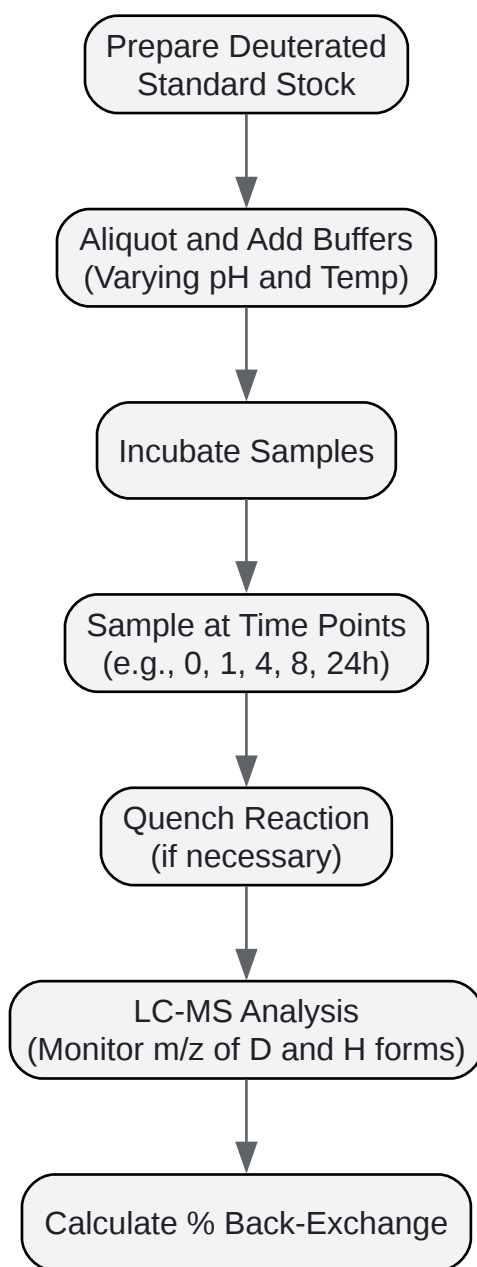 Prepare Deuterated
Standard Stock
Aliquot and Add Buffers
(Varying pH and Temp)
Incubate Samples
Sample at Time Points
(e.g., 0, 1, 4, 8, 24h)
Quench Reaction
(if necessary)
LC-MS Analysis
(Monitor m/z of D and H forms)
Calculate % Back-Exchange